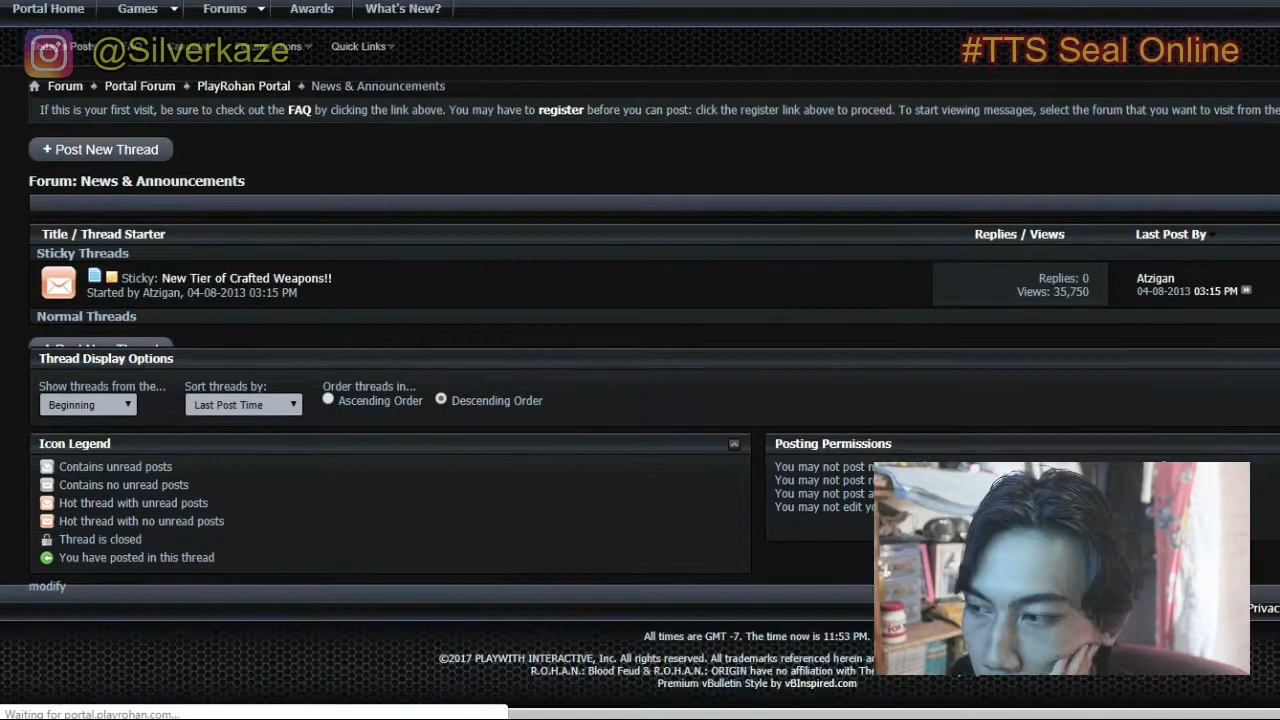 Portal Home Games Forums Awards What's New?
@Silverkaze #TTS Seal Online
Quick Links
Forum Portal Forum PlayRohan Portal News & Announcements
If this is your first visit, be sure to check out the FAQ by clicking the link above. You may have to register before you can post: click the register link above to proceed. To start viewing messages, select the forum that you want to visit from the
+ Post New Thread
Forum: News & Announcements
Title / Thread Starter Replies / Views Last Post By
Sticky Threads
Sticky: New Tier of Crafted Weapons!! Replies: 0 Atzigan
Started by Atzigan, 04-08-2013 03:15 PM Views: 35,750 04-08-2013 03:15 PM
Normal Threads
Thread Display Options
Show threads from the... Sort threads by: Order threads in...
Beginning Last Post Time Ascending Order Descending Order
Icon Legend Posting Permissions
Contains unread posts You may not post
Contains no unread posts You may not post
Hot thread with unread posts You may not post
Hot thread with no unread posts You may not edit
Thread is closed
You have posted in this thread
modify
Privac
All times are GMT -7. The time now is 11:53 PM.
©2017 PLAYWITH INTERACTIVE, Inc. All rights reserved. All trademarks referenced herein
R.O.H.A.N.: Blood Feud & R.O.H.A.N.: ORIGIN have no affiliation with
Premium vBulletin Style by vBInspired.com
Waiting for portal.playrohan.com...